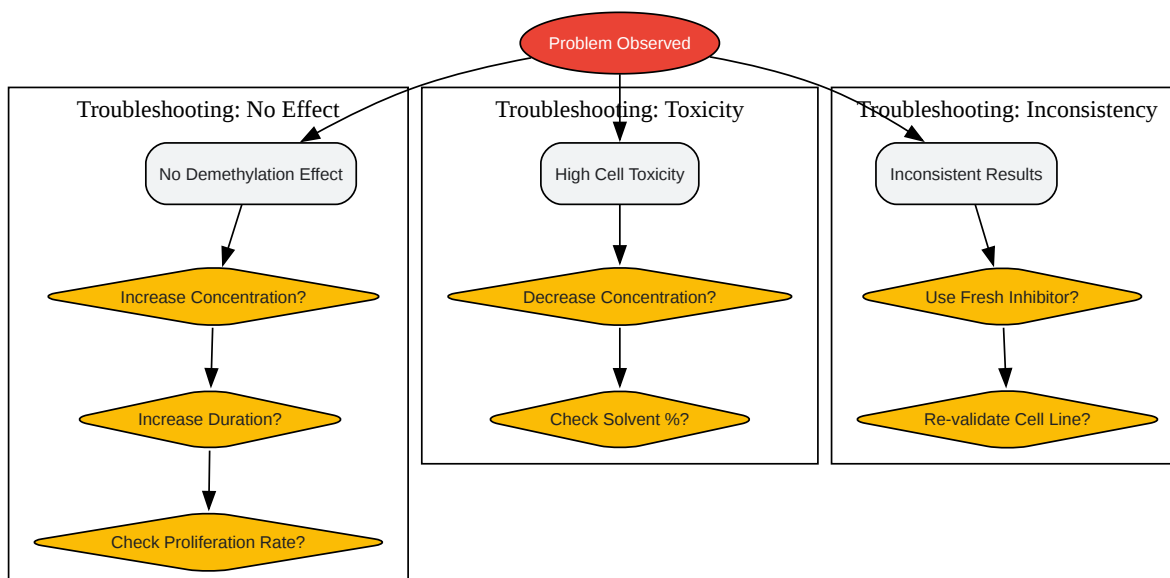 Problem Observed
Troubleshooting: No Effect
No Demethylation Effect
Increase Concentration?
Increase Duration?
Check Proliferation Rate?
Troubleshooting: Toxicity
High Cell Toxicity
Decrease Concentration?
Check Solvent %?
Troubleshooting: Inconsistency
Inconsistent Results
Use Fresh Inhibitor?
Re-validate Cell Line?